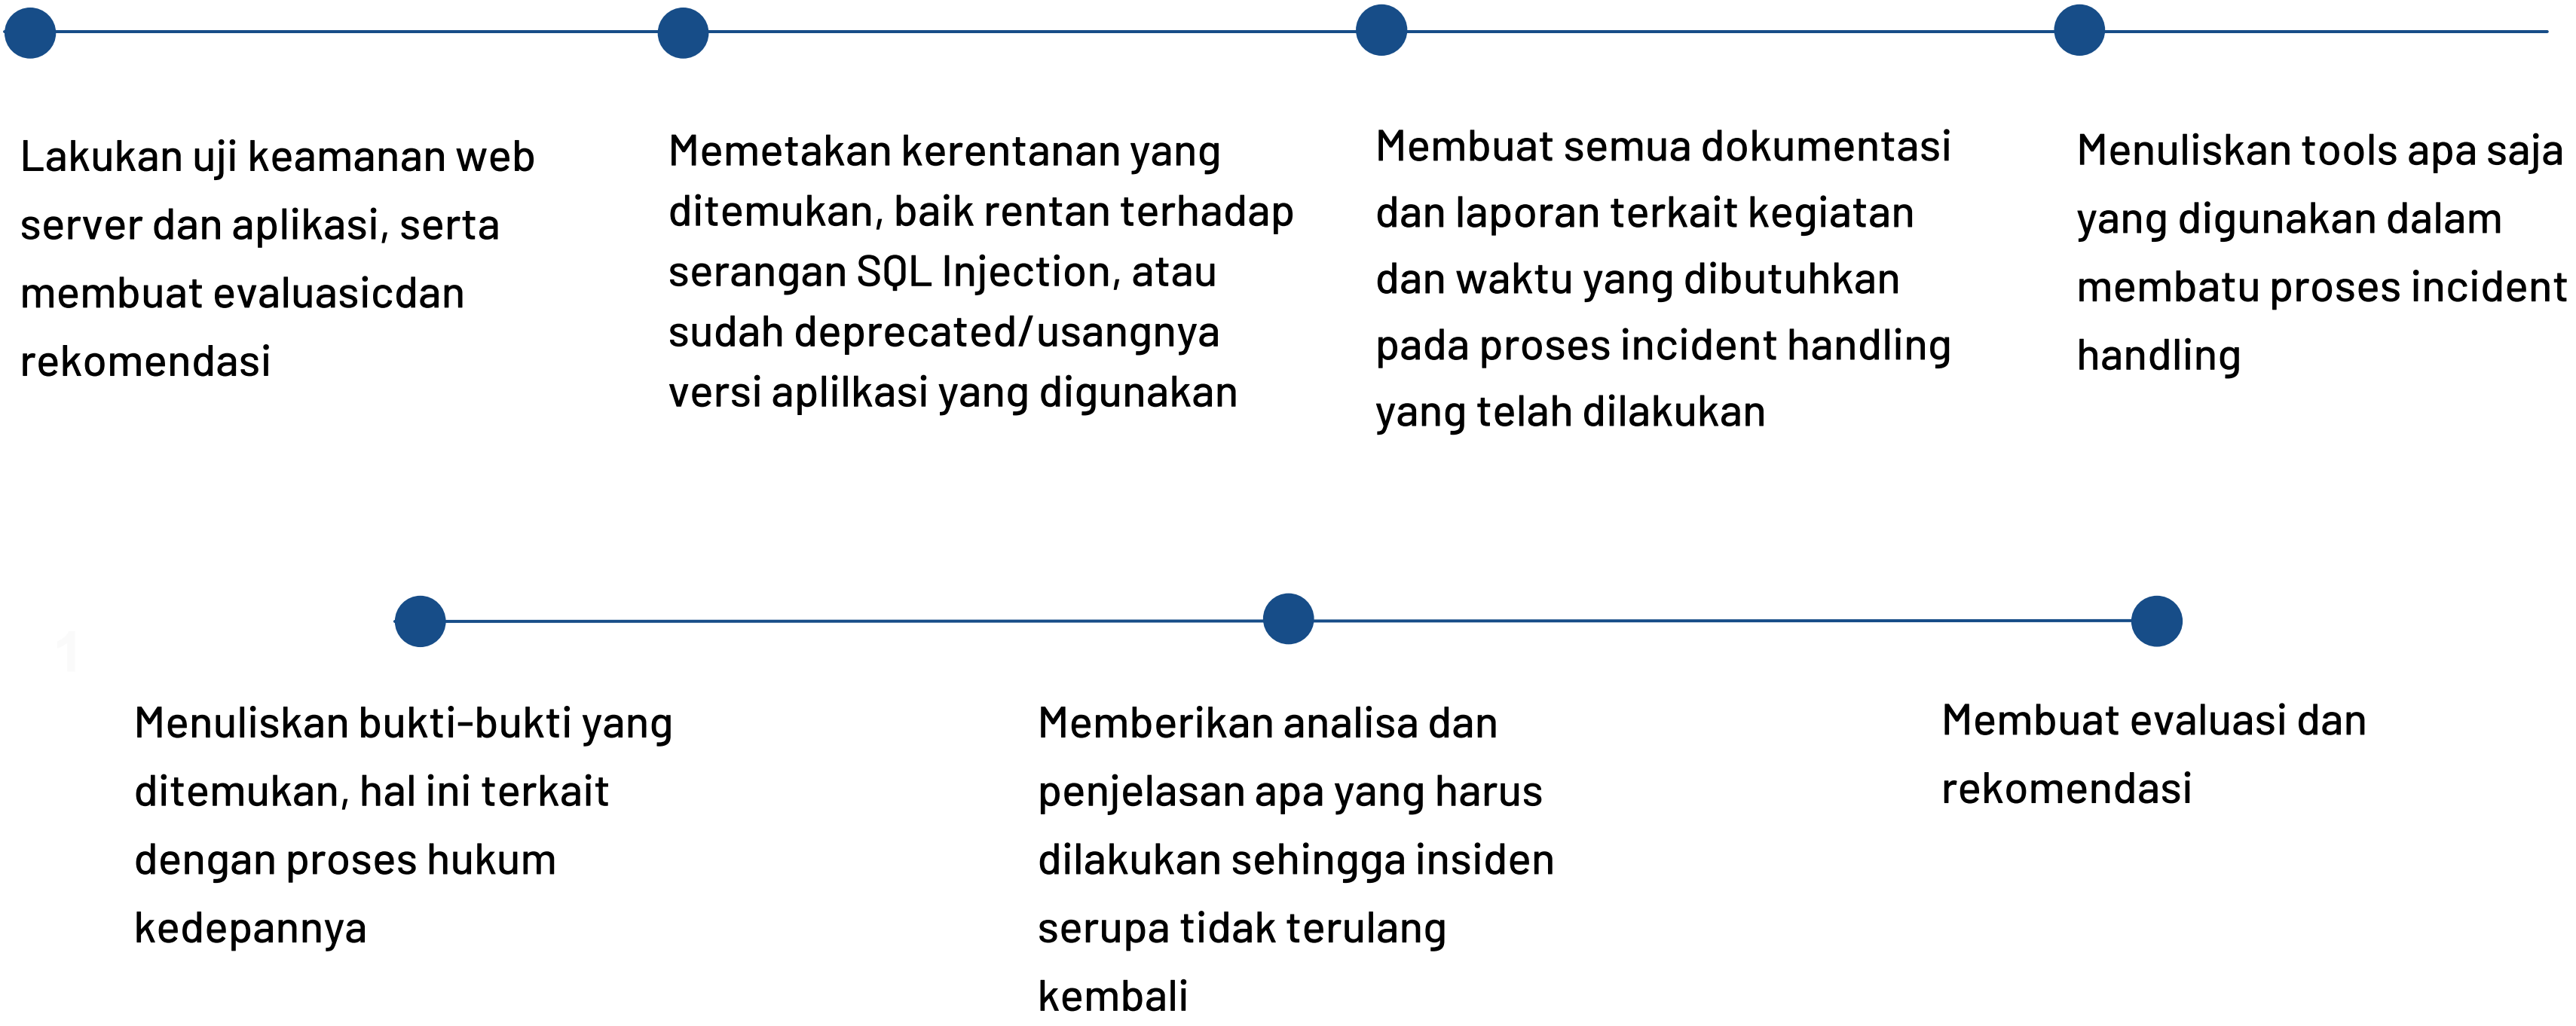 Lakukan uji keamanan web
server dan aplikasi, serta
membuat evaluasicdan
rekomendasi
Memetakan kerentanan yang
ditemukan, baik rentan terhadap
serangan SQL Injection, atau
sudah deprecated/usangnya
versi aplilkasi yang digunakan
Membuat semua dokumentasi
dan laporan terkait kegiatan
dan waktu yang dibutuhkan
pada proses incident handling
yang telah dilakukan
Menuliskan tools apa saja
yang digunakan dalam
membatu proses incident
handling
1
Menuliskan bukti-bukti yang
ditemukan, hal ini terkait
dengan proses hukum
kedepannya
Memberikan analisa dan
penjelasan apa yang harus
dilakukan sehingga insiden
serupa tidak terulang
kembali
Membuat evaluasi dan
rekomendasi